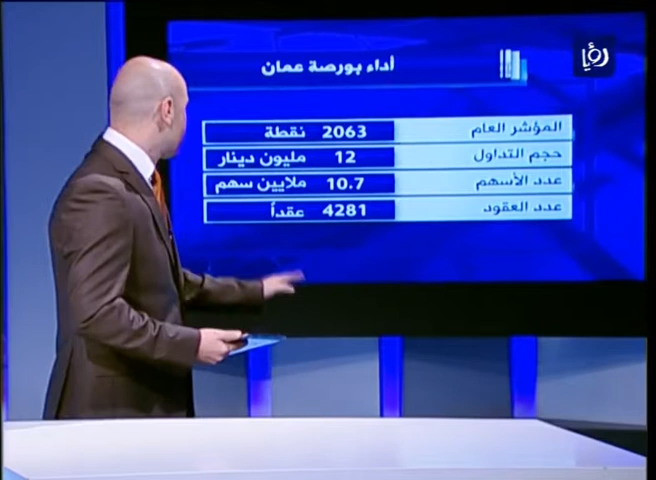 رؤيا
أداء بورصة عمان
المؤشر العام 2063 نقطة
حجم التداول 12 مليون دينار
عدد الأسهم 10.7 ملايين سهم
عدد العقود 4281 عقداً